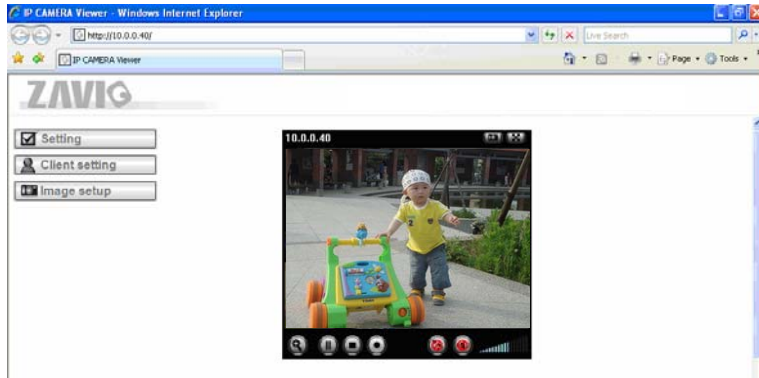 IP CAMERA Viewer - Windows Internet Explorer
http://10.0.0.40/
Live Search
IP CAMERA Viewer
Page
Tools
ZAVIO
Setting
Client setting
Image setup
10.0.0.40
2